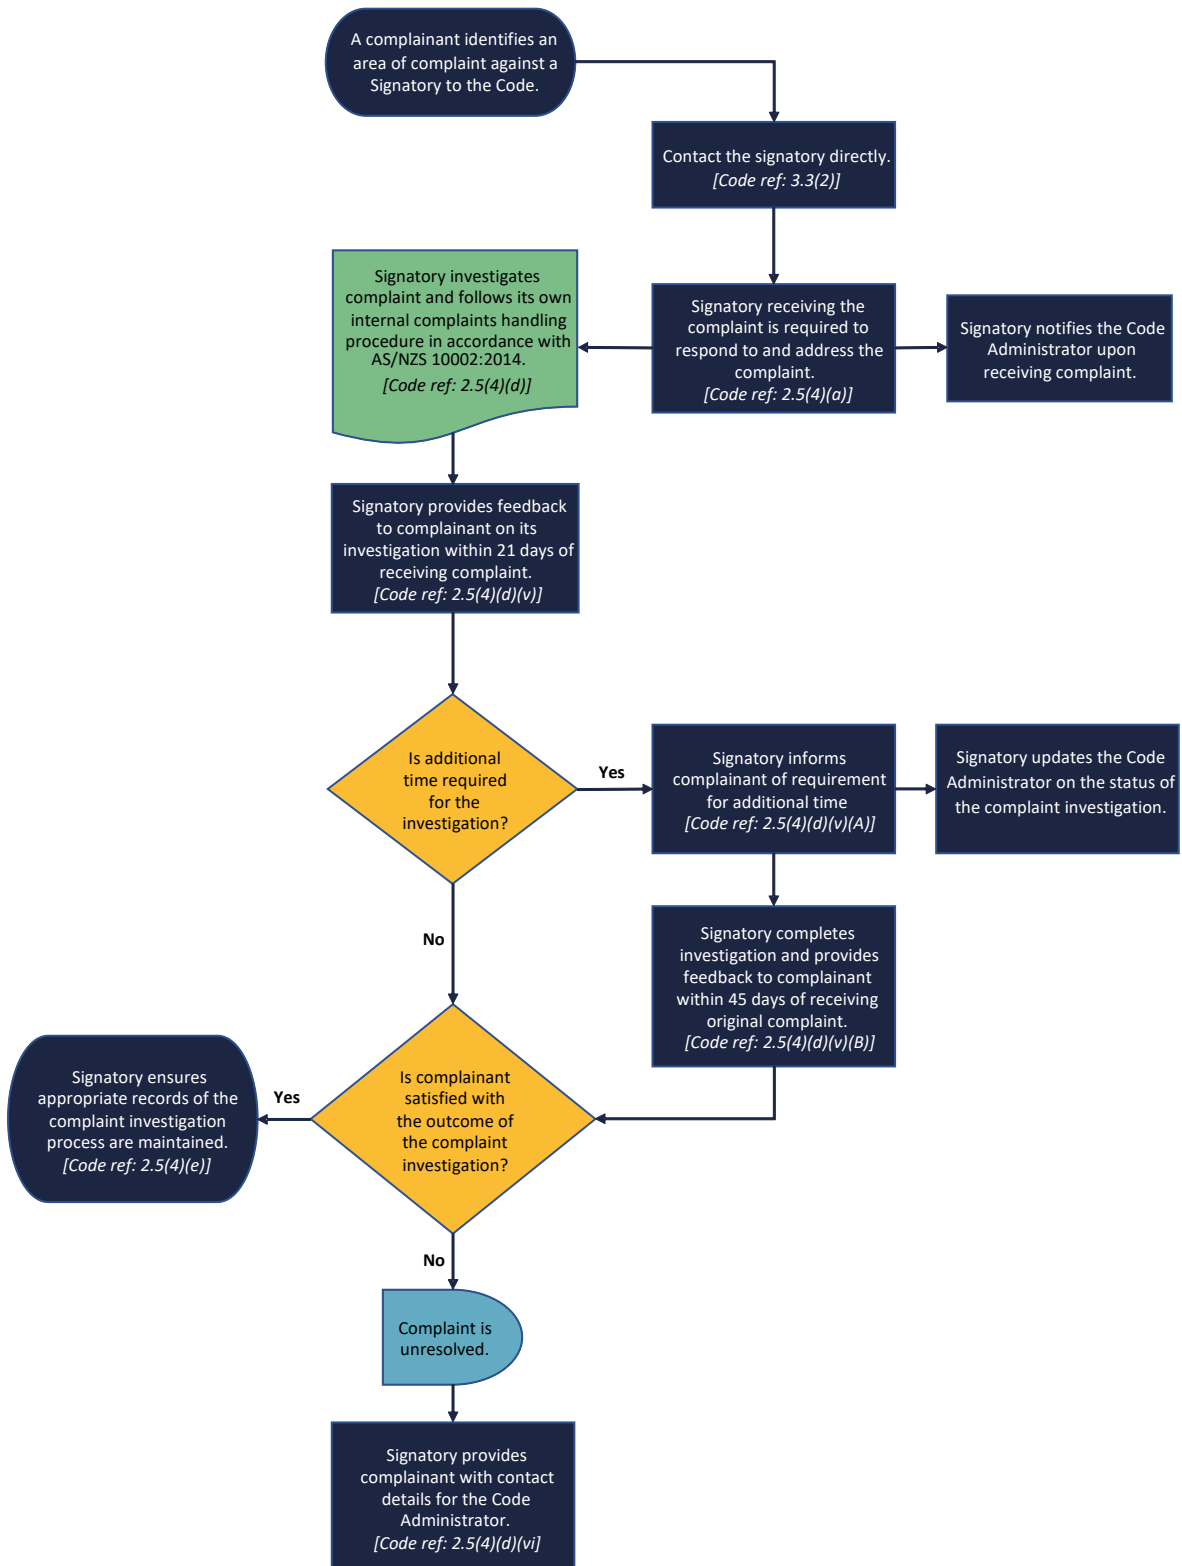 A complainant identifies an
area of complaint against a
Signatory to the Code.
Contact the signatory directly.
[Code ref: 3.3(2)]
Signatory investigates
complaint and follows its own
internal complaints handling
procedure in accordance with
AS/NZS 10002:2014.
[Code ref: 2.5(4)(d)]
Signatory receiving the
complaint is required to
respond to and address the
complaint.
[Code ref: 2.5(4)(a)]
Signatory notifies the Code
Administrator upon
receiving complaint.
Signatory provides feedback
to complainant on its
investigation within 21 days of
receiving complaint.
[Code ref: 2.5(4)(d)(v)]
Is additional
time required
for the
investigation?
Yes
Signatory informs
complainant of requirement
for additional time
[Code ref: 2.5(4)(d)(v)(A)]
Signatory updates the Code
Administrator on the status of
the complaint investigation.
No
Signatory completes
investigation and provides
feedback to complainant
within 45 days of receiving
original complaint.
[Code ref: 2.5(4)(d)(v)(B)]
Is complainant
satisfied with
the outcome of
the complaint
investigation?
Yes
Signatory ensures
appropriate records of the
complaint investigation
process are maintained.
[Code ref: 2.5(4)(e)]
No
Complaint is
unresolved.
Signatory provides
complainant with contact
details for the Code
Administrator.
[Code ref: 2.5(4)(d)(vi]